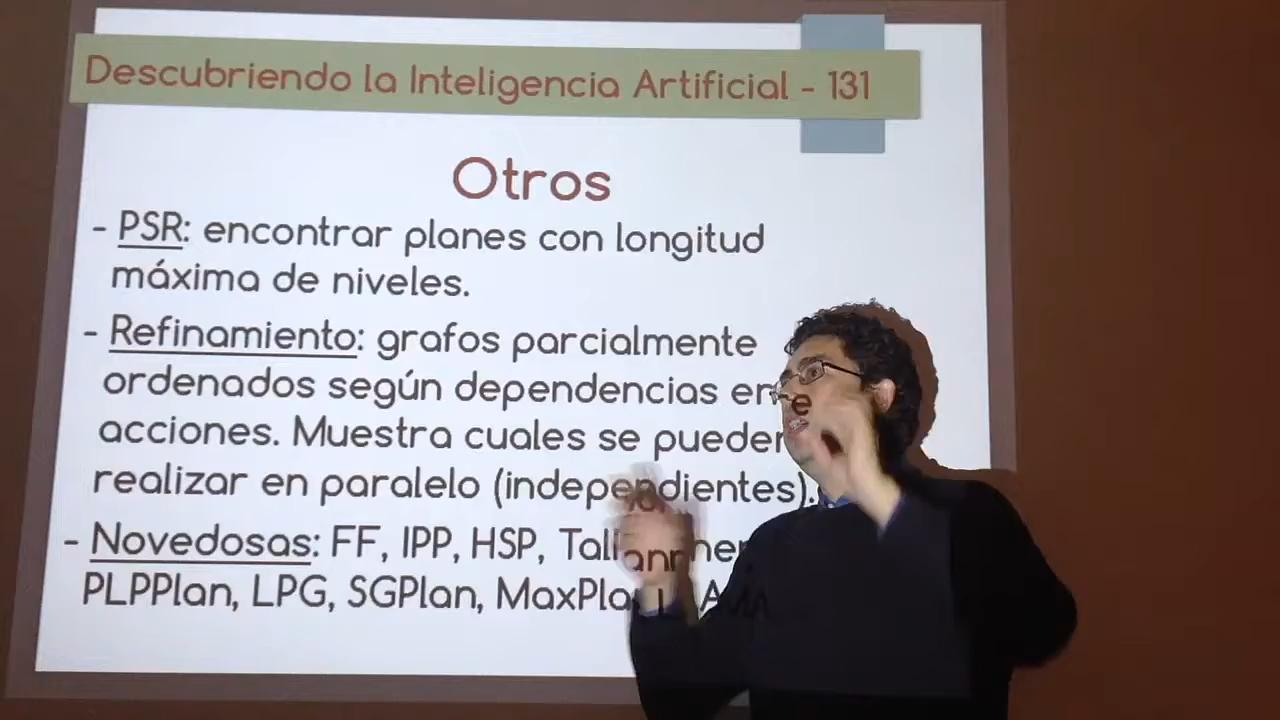 Descubriendo la Inteligencia Artificial - 131
Otros
- PSR: encontrar planes con longitud
máxima de niveles.
- Refinamiento: grafos parcialmente
ordenados según dependencias
acciones. Muestra cuales se pueden
realizar en paralelo (independientes).
- Novedosas: FF, IPP, HSP,
PLPPlan, LPG, SGPlan,